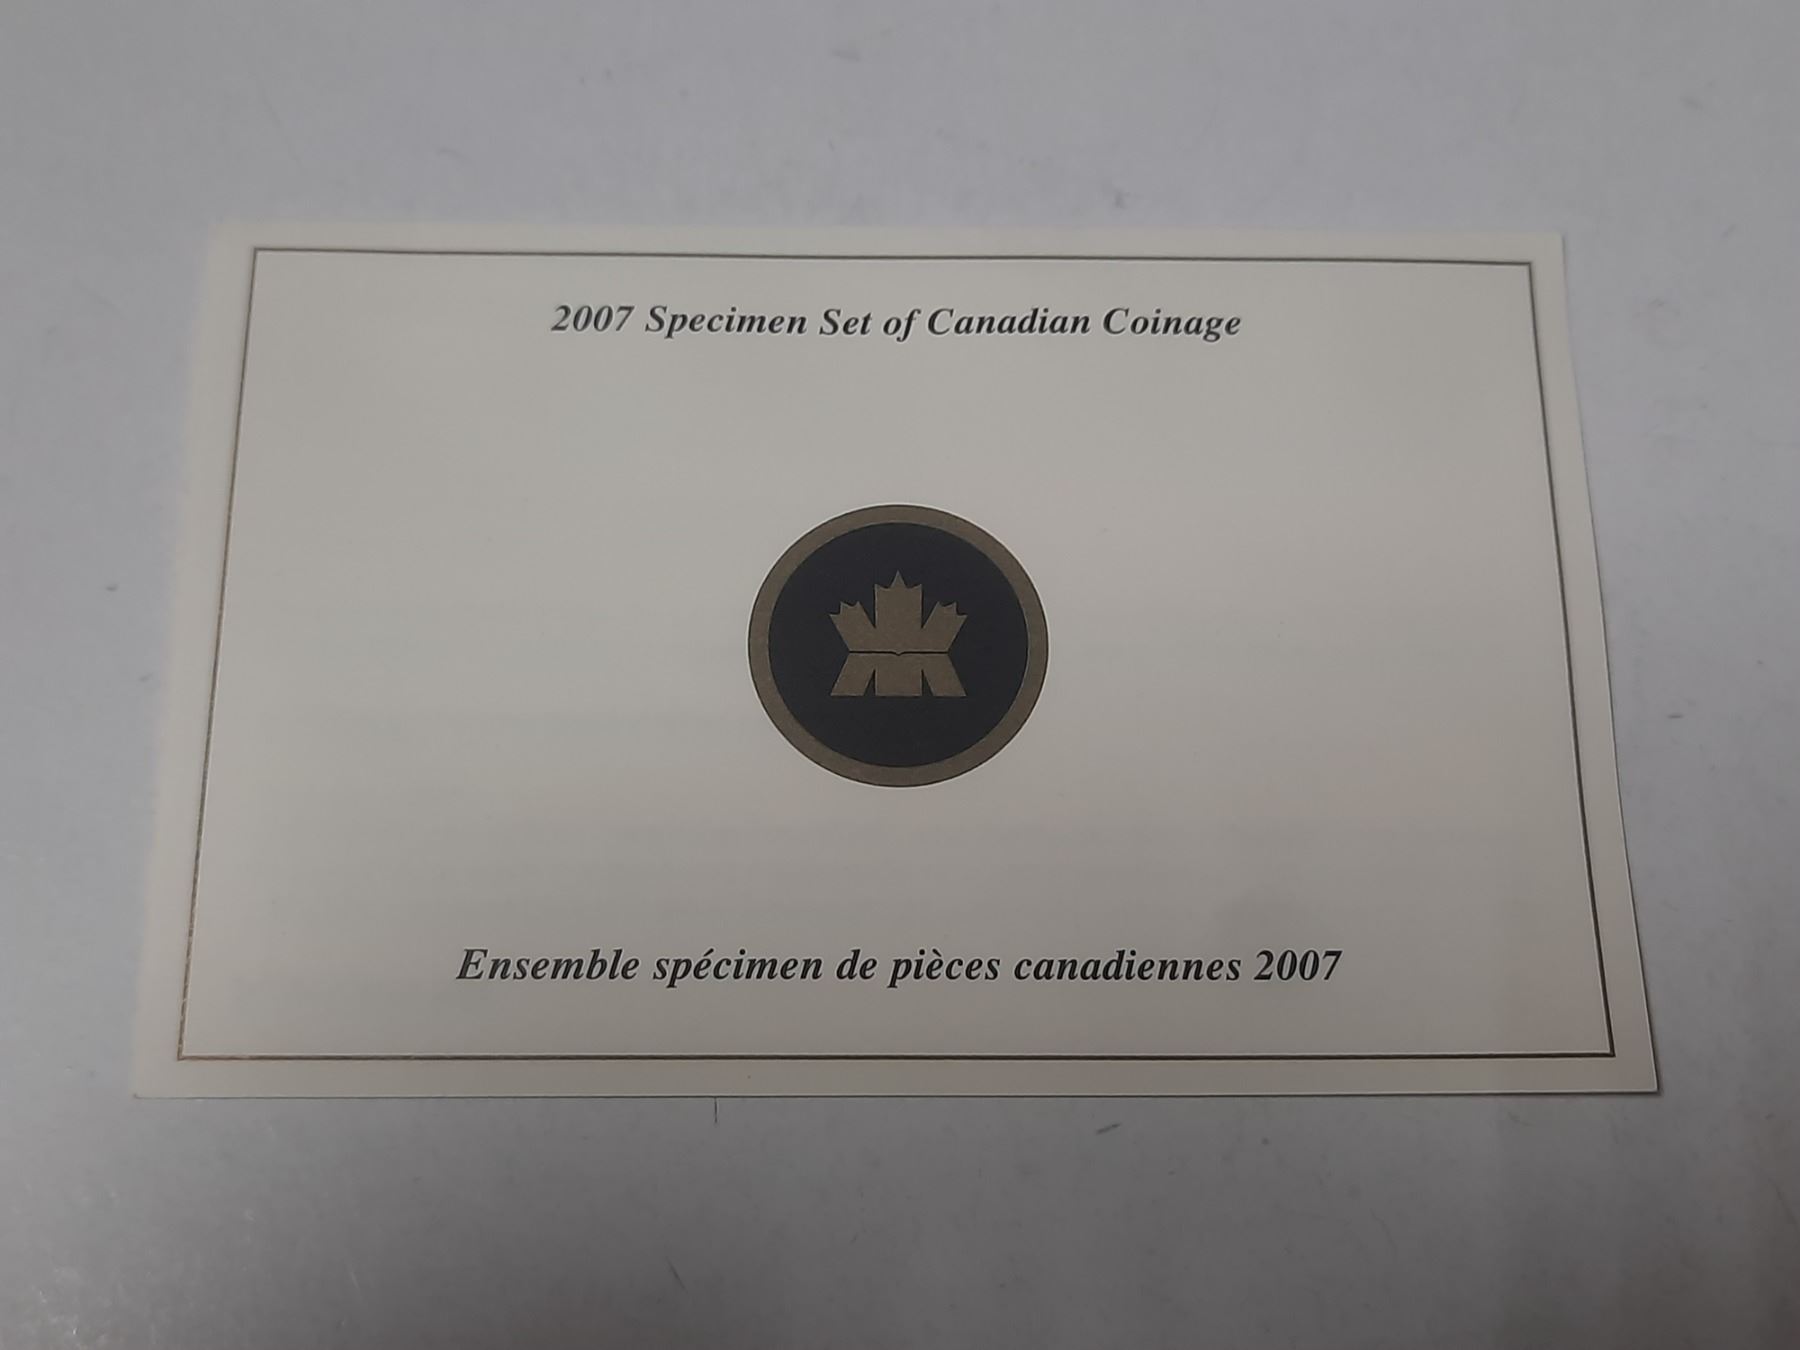 2007 Specimen Set of Canadian Coinage
Ensemble spécimen de pièces canadiennes 2007